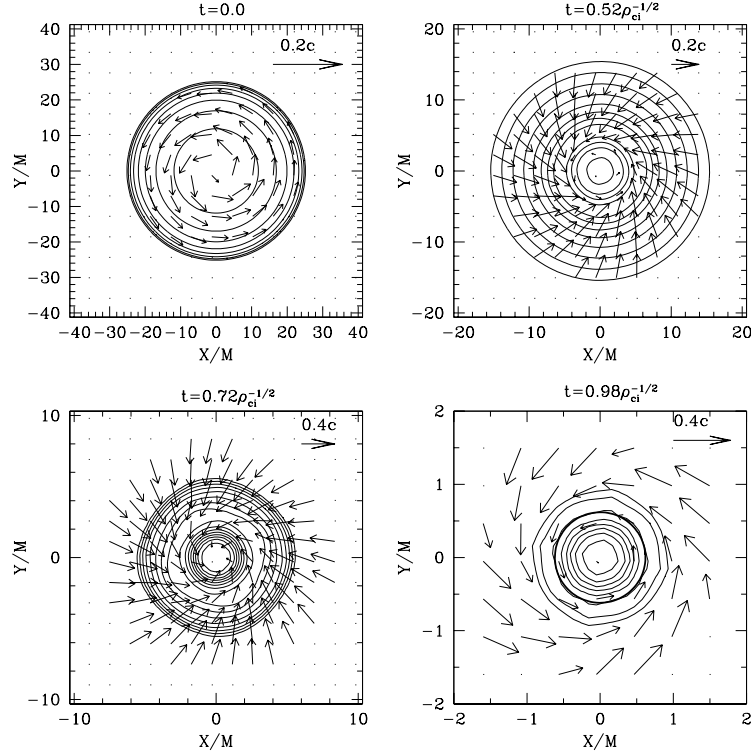 t=0.0
0.2c
40
30
20
10
0
−10
−20
−30
−40
Y/M
−40 −30 −20 −10 0 10 20 30 40
X/M
t=0.52ρ_ci^−1/2
0.2c
20
10
0
−10
−20
Y/M
−20 −10 0 10 20
X/M
t=0.72ρ_ci^−1/2
0.4c
10
0
−10
Y/M
−10 0 10
X/M
t=0.98ρ_ci^−1/2
0.4c
2
1
0
−1
−2
Y/M
−2 −1 0 1 2
X/M